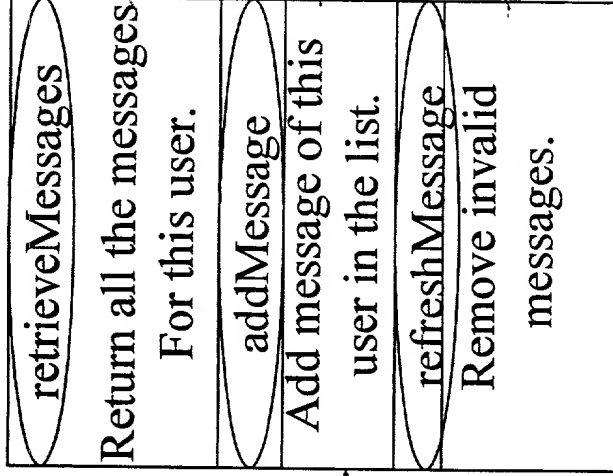 retrieveMessages
Return all the messages
For this user.
addMessage
Add message of this
user in the list.
refreshMessage
Remove invalid
messages.